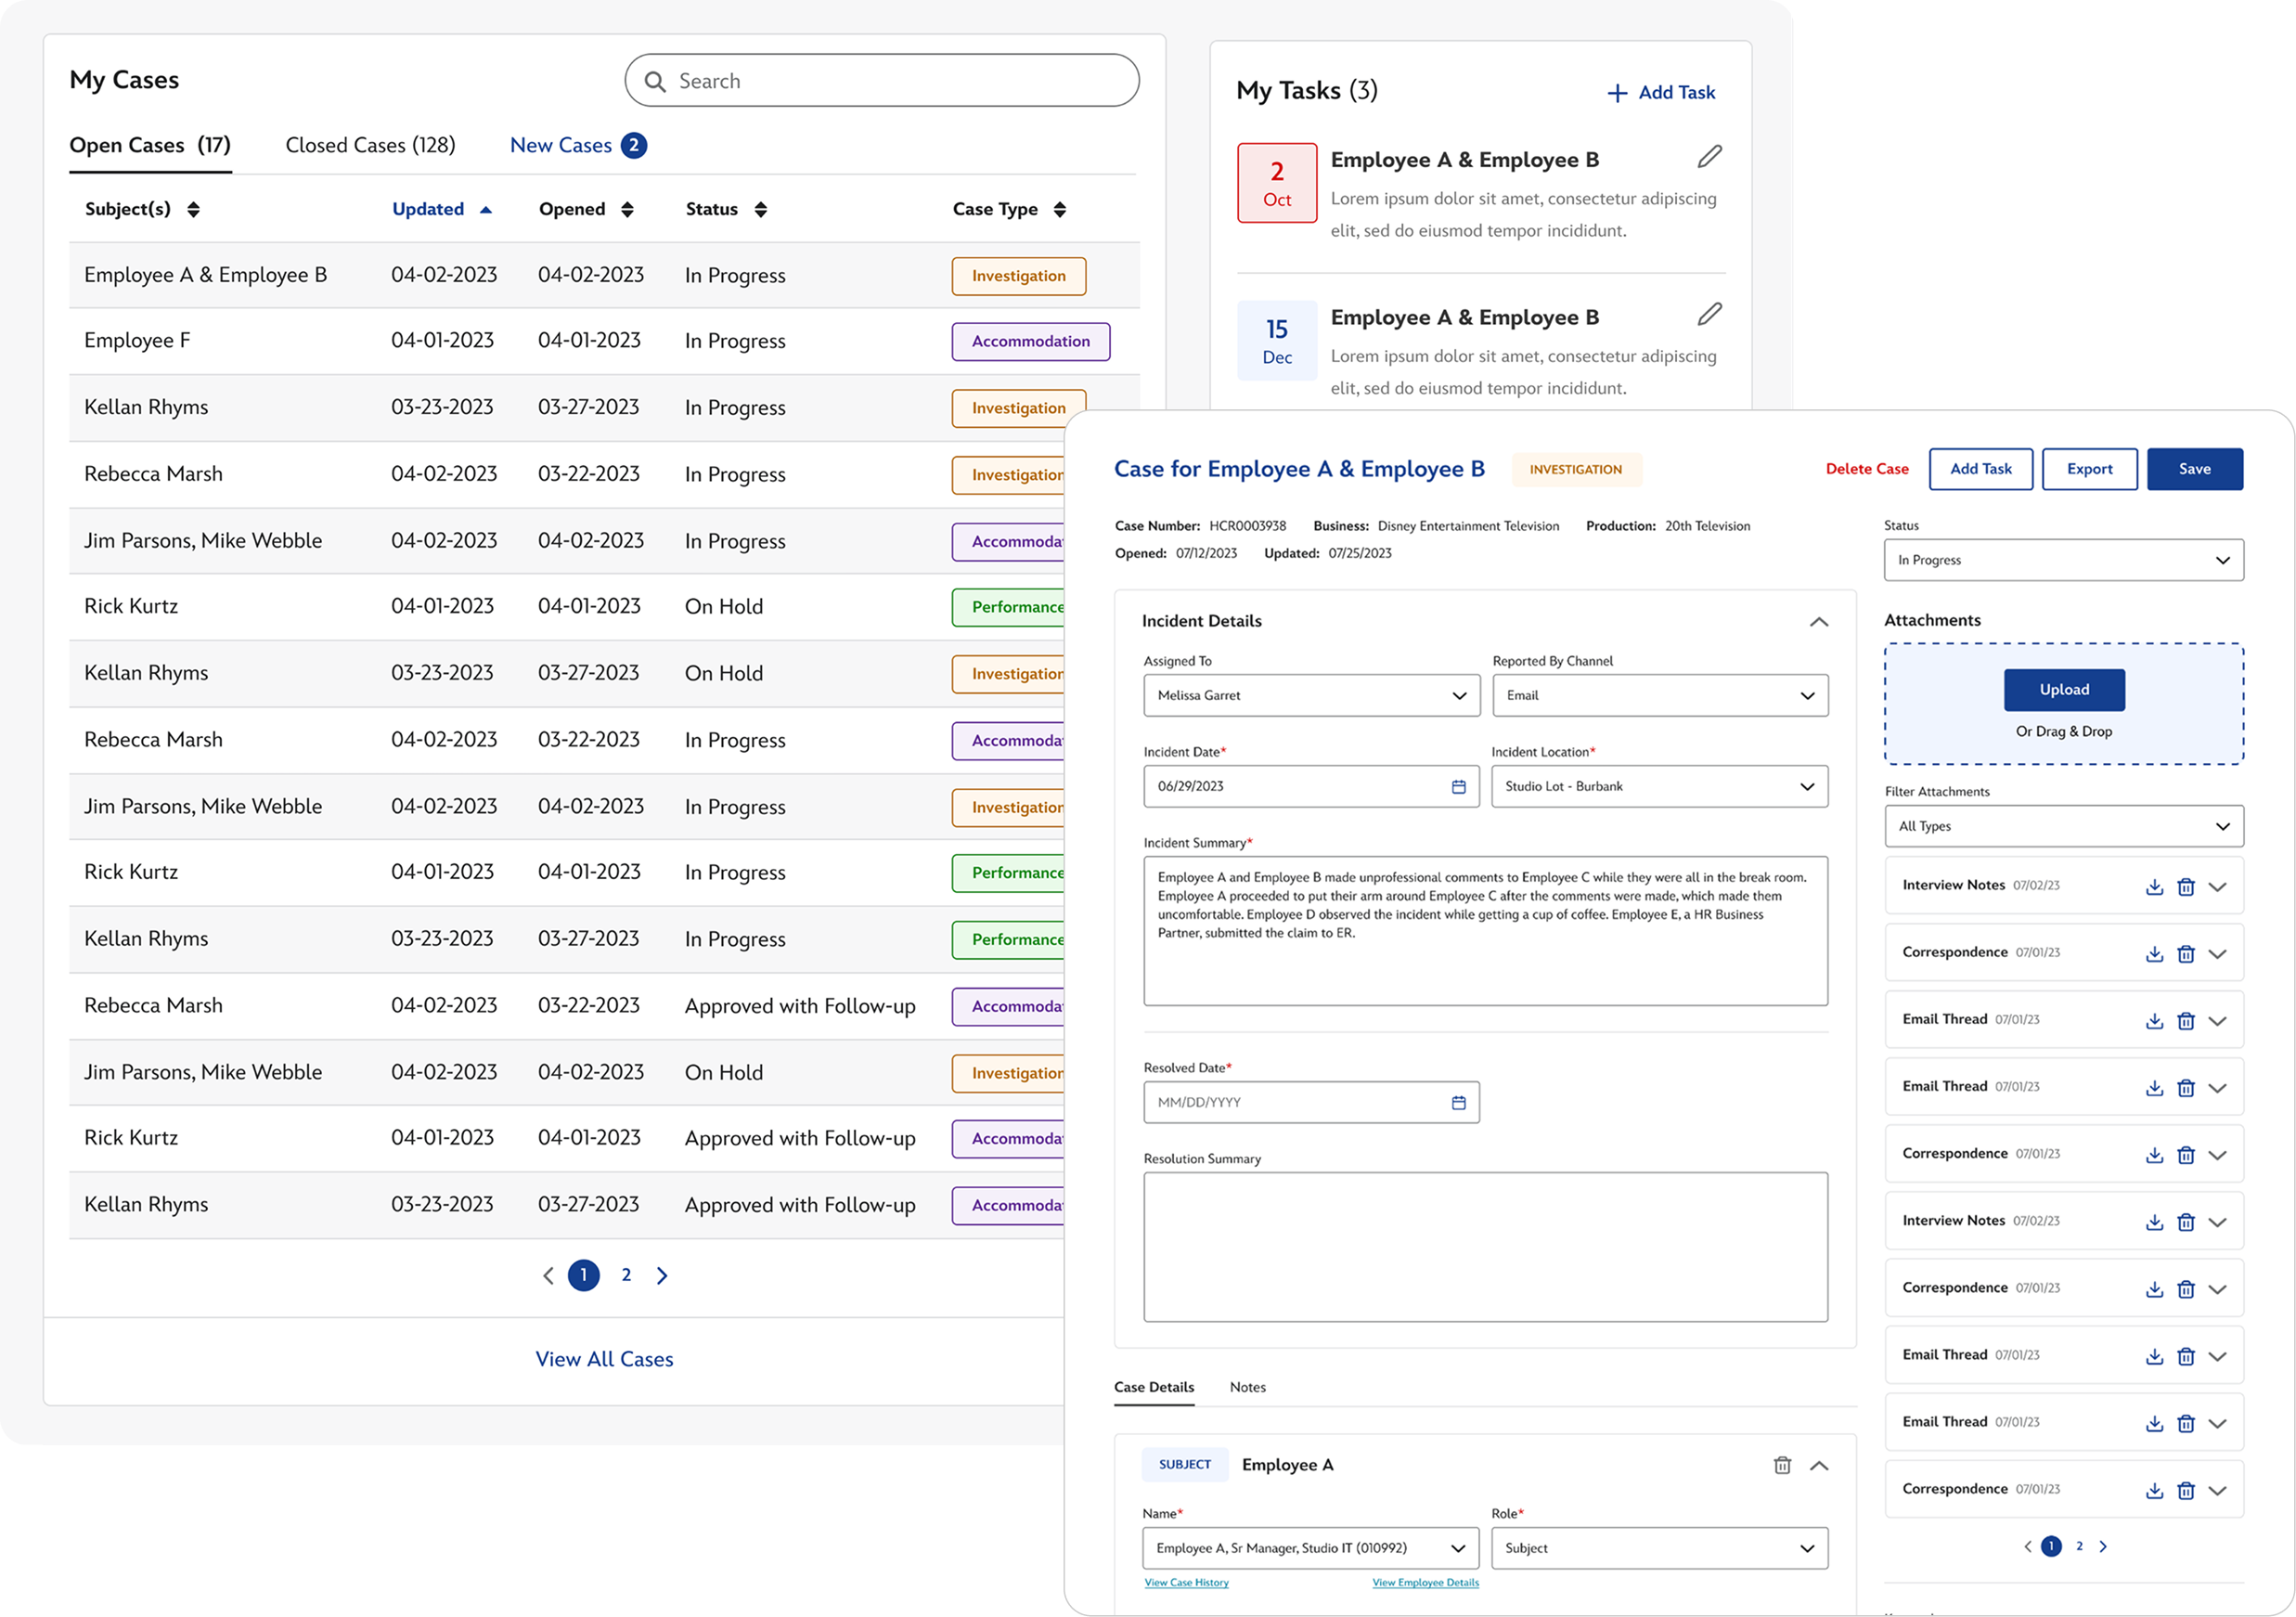 My Cases
Search
Open Cases (17) Closed Cases (128) New Cases 2
Subject(s) Updated Opened Status Case Type
Employee A & Employee B 04-02-2023 04-02-2023 In Progress Investigation
Employee F 04-01-2023 04-01-2023 In Progress Accommodation
Kellan Rhyms 03-23-2023 03-27-2023 In Progress Investigation
Rebecca Marsh 04-02-2023 03-22-2023 In Progress Investigation
Jim Parsons, Mike Webble 04-02-2023 04-02-2023 In Progress Accommoda
Rick Kurtz 04-01-2023 04-01-2023 On Hold Performance
Kellan Rhyms 03-23-2023 03-27-2023 On Hold Investigation
Rebecca Marsh 04-02-2023 03-22-2023 In Progress Accommoda
Jim Parsons, Mike Webble 04-02-2023 04-02-2023 In Progress Investigation
Rick Kurtz 04-01-2023 04-01-2023 In Progress Performance
Kellan Rhyms 03-23-2023 03-27-2023 In Progress Performance
Rebecca Marsh 04-02-2023 03-22-2023 Approved with Follow-up Accommoda
Jim Parsons, Mike Webble 04-02-2023 04-02-2023 On Hold Investigation
Rick Kurtz 04-01-2023 04-01-2023 Approved with Follow-up Accommoda
Kellan Rhyms 03-23-2023 03-27-2023 Approved with Follow-up Accommoda
1 2
View All Cases
My Tasks (3)
Add Task
2
Oct
Employee A & Employee B
Lorem ipsum dolor sit amet, consectetur adipiscing
elit, sed do eiusmod tempor incididunt.
15
Dec
Employee A & Employee B
Lorem ipsum dolor sit amet, consectetur adipiscing
elit, sed do eiusmod tempor incididunt.
Case for Employee A & Employee B INVESTIGATION
Delete Case Add Task Export Save
Case Number: HCR0003938 Business: Disney Entertainment Television Production: 20th Television
Opened: 07/12/2023 Updated: 07/25/2023
Incident Details
Assigned To Reported By Channel
Melissa Garret Email
Incident Date* Incident Location*
06/29/2023 Studio Lot - Burbank
Incident Summary*
Employee A and Employee B made unprofessional comments to Employee C while they were all in the break room.
Employee A proceeded to put their arm around Employee C after the comments were made, which made them
uncomfortable. Employee D observed the incident while getting a cup of coffee. Employee E, a HR Business
Partner, submitted the claim to ER.
Resolved Date*
MM/DD/YYYY
Resolution Summary
Case Details Notes
SUBJECT Employee A
Name* Role*
Employee A, Sr Manager, Studio IT (010992) Subject
View Case History View Employee Details
Status
In Progress
Attachments
Upload
Or Drag & Drop
Filter Attachments
All Types
Interview Notes 07/02/23
Correspondence 07/01/23
Email Thread 07/01/23
Email Thread 07/01/23
Correspondence 07/01/23
Interview Notes 07/02/23
Correspondence 07/01/23
Email Thread 07/01/23
Email Thread 07/01/23
Correspondence 07/01/23
1 2